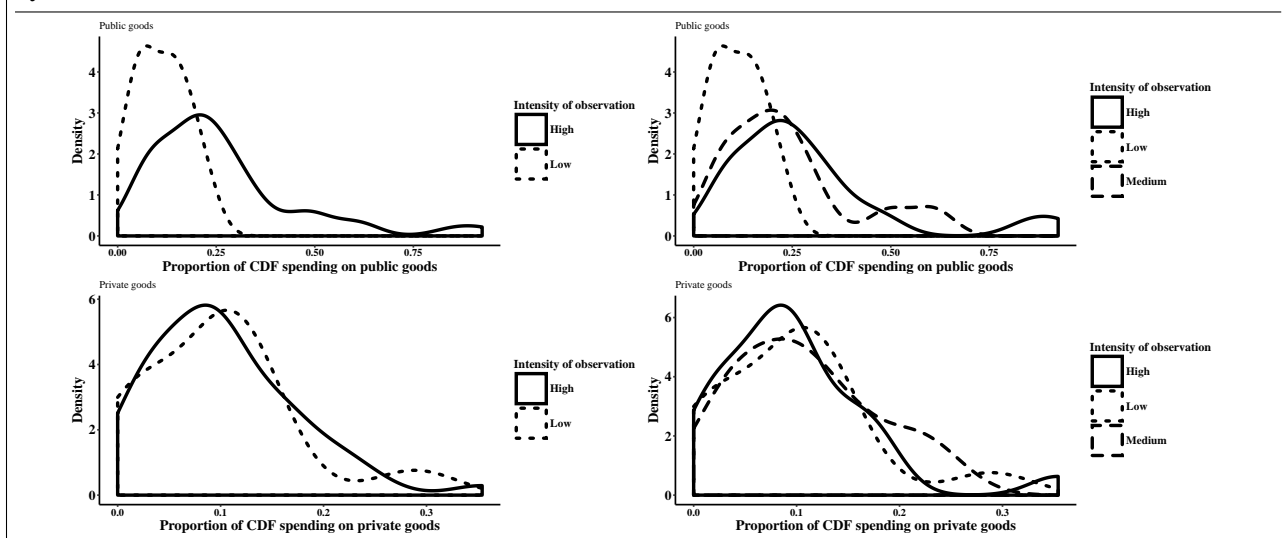 Public goods
Density
4
3
2
1
0
0.00 0.25 0.50 0.75
Proportion of CDF spending on public goods
Intensity of observation
High
Low
Public goods
Density
4
3
2
1
0
0.00 0.25 0.50 0.75
Proportion of CDF spending on public goods
Intensity of observation
High
Low
Medium
Private goods
Density
6
4
2
0
0.0 0.1 0.2 0.3
Proportion of CDF spending on private goods
Intensity of observation
High
Low
Private goods
Density
6
4
2
0
0.0 0.1 0.2 0.3
Proportion of CDF spending on private goods
Intensity of observation
High
Low
Medium